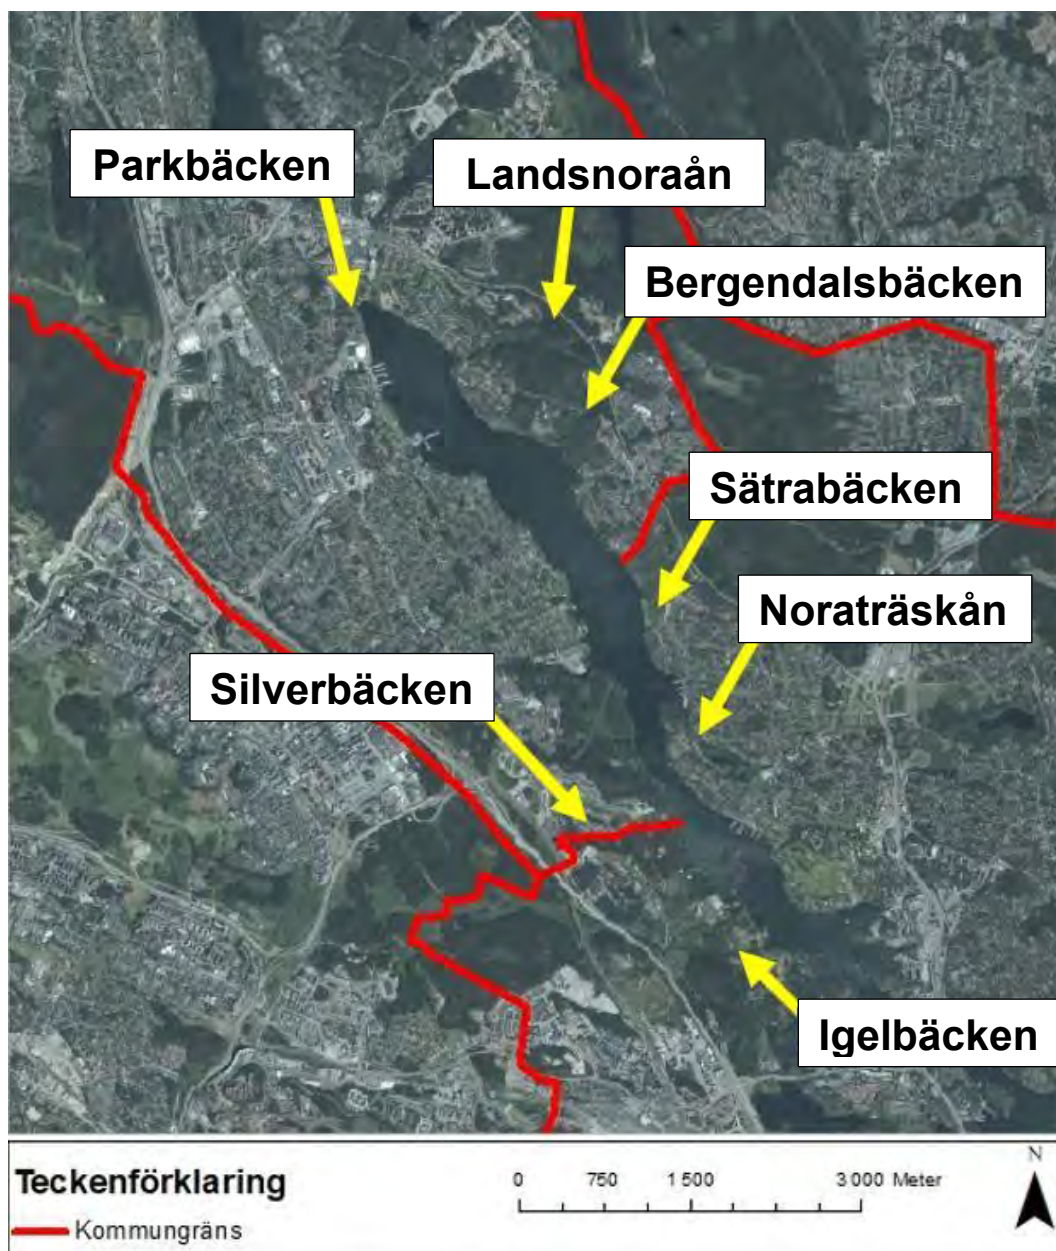 Parkbäcken
Landsnoraån
Bergendalsbäcken
Sätrabäcken
Noraträskån
Silverbäcken
Igelbäcken
Teckenförklaring
Kommungräns
0 750 1 500 3 000 Meter
N